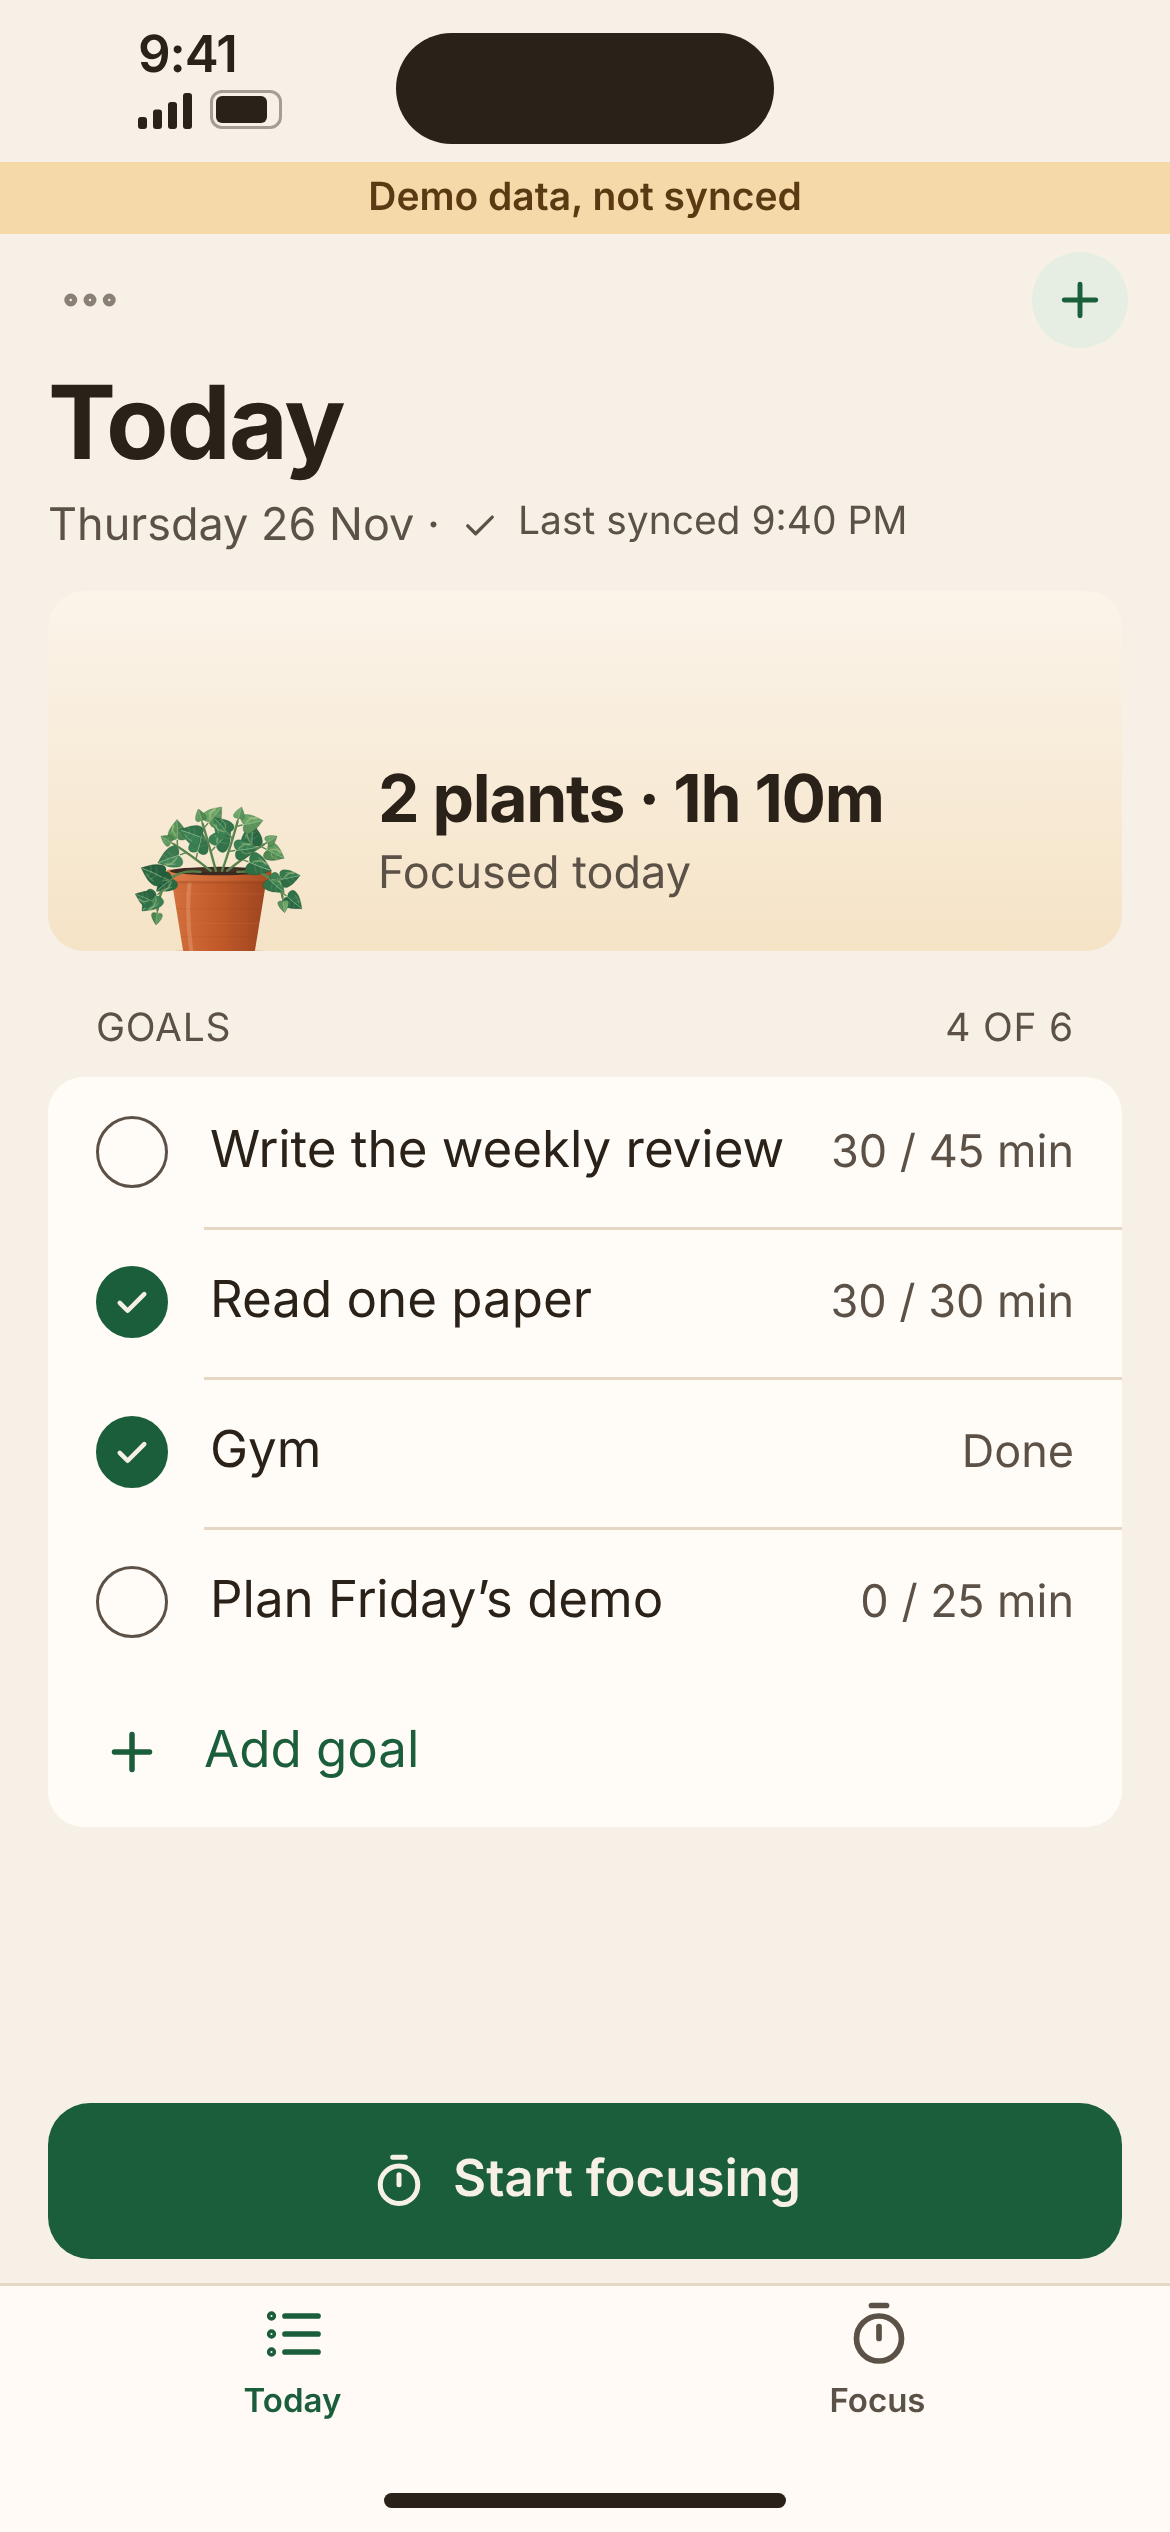 9:41
Demo data, not synced
Today
Thursday 26 Nov · Last synced 9:40 PM
2 plants · 1h 10m
Focused today
GOALS 4 OF 6
Write the weekly review 30 / 45 min
Read one paper 30 / 30 min
Gym Done
Plan Friday’s demo 0 / 25 min
Add goal
Start focusing
Today Focus